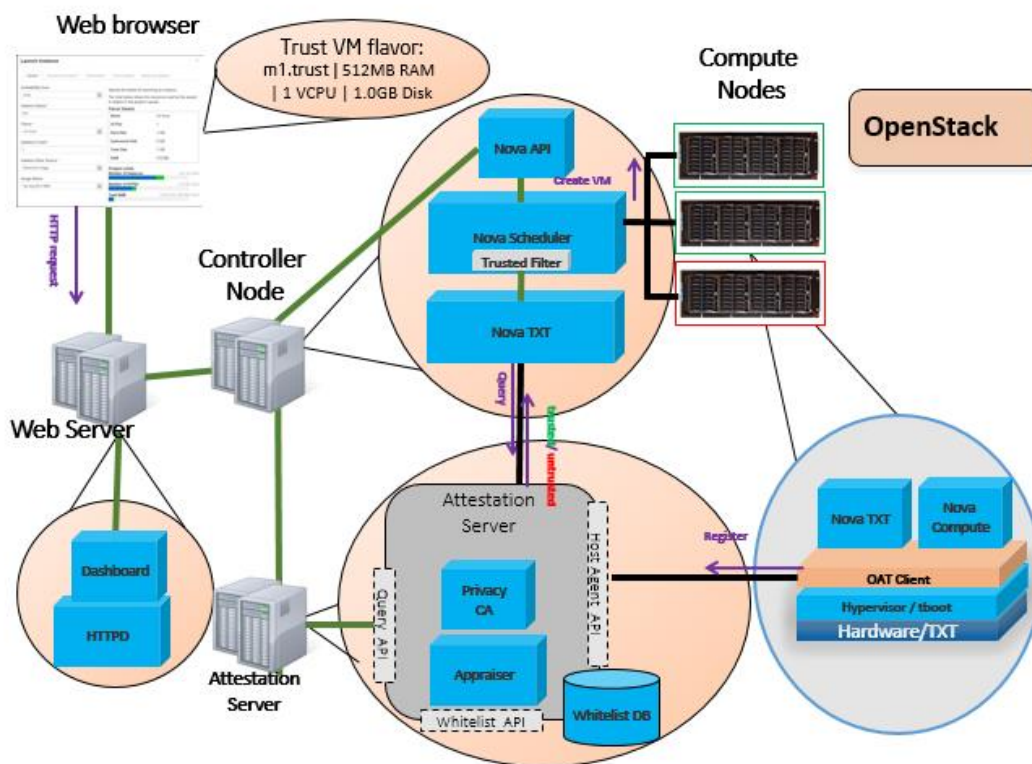 Web browser
Trust VM flavor:
m1.trust | 512MB RAM
| 1 VCPU | 1.0GB Disk
Compute
Nodes
OpenStack
HTTP request
Nova API
Create VM
Nova Scheduler
Trusted Filter
Nova TXT
Controller
Node
Query
trusted/ untrusted
Web Server
Dashboard
HTTPD
Attestation
Server
Attestation
Server
Privacy
CA
Appraiser
Query API
Host Agent API
Whitelist API
Whitelist DB
Register
Nova TXT
Nova
Compute
OAT Client
Hypervisor / tboot
Hardware/TXT